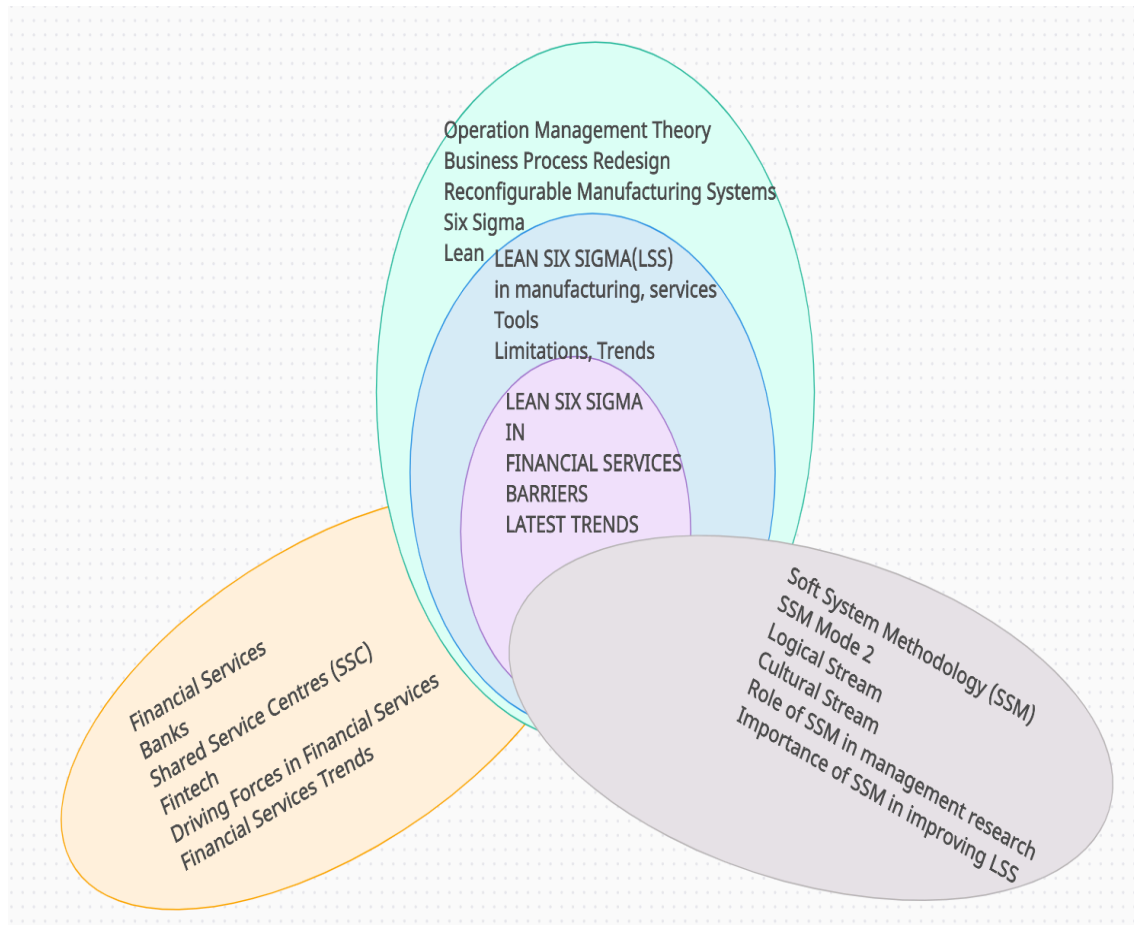 Operation Management Theory
Business Process Redesign
Reconfigurable Manufacturing Systems
Six Sigma
Lean
LEAN SIX SIGMA(LSS)
in manufacturing, services
Tools
Limitations, Trends
LEAN SIX SIGMA
IN
FINANCIAL SERVICES
BARRIERS
LATEST TRENDS
Financial Services
Banks
Shared Service Centres (SSC)
Fintech
Driving Forces in Financial Services
Financial Services Trends
Soft System Methodology (SSM)
SSM Mode 2
Logical Stream
Cultural Stream
Role of SSM in management research
Importance of SSM in improving LSS